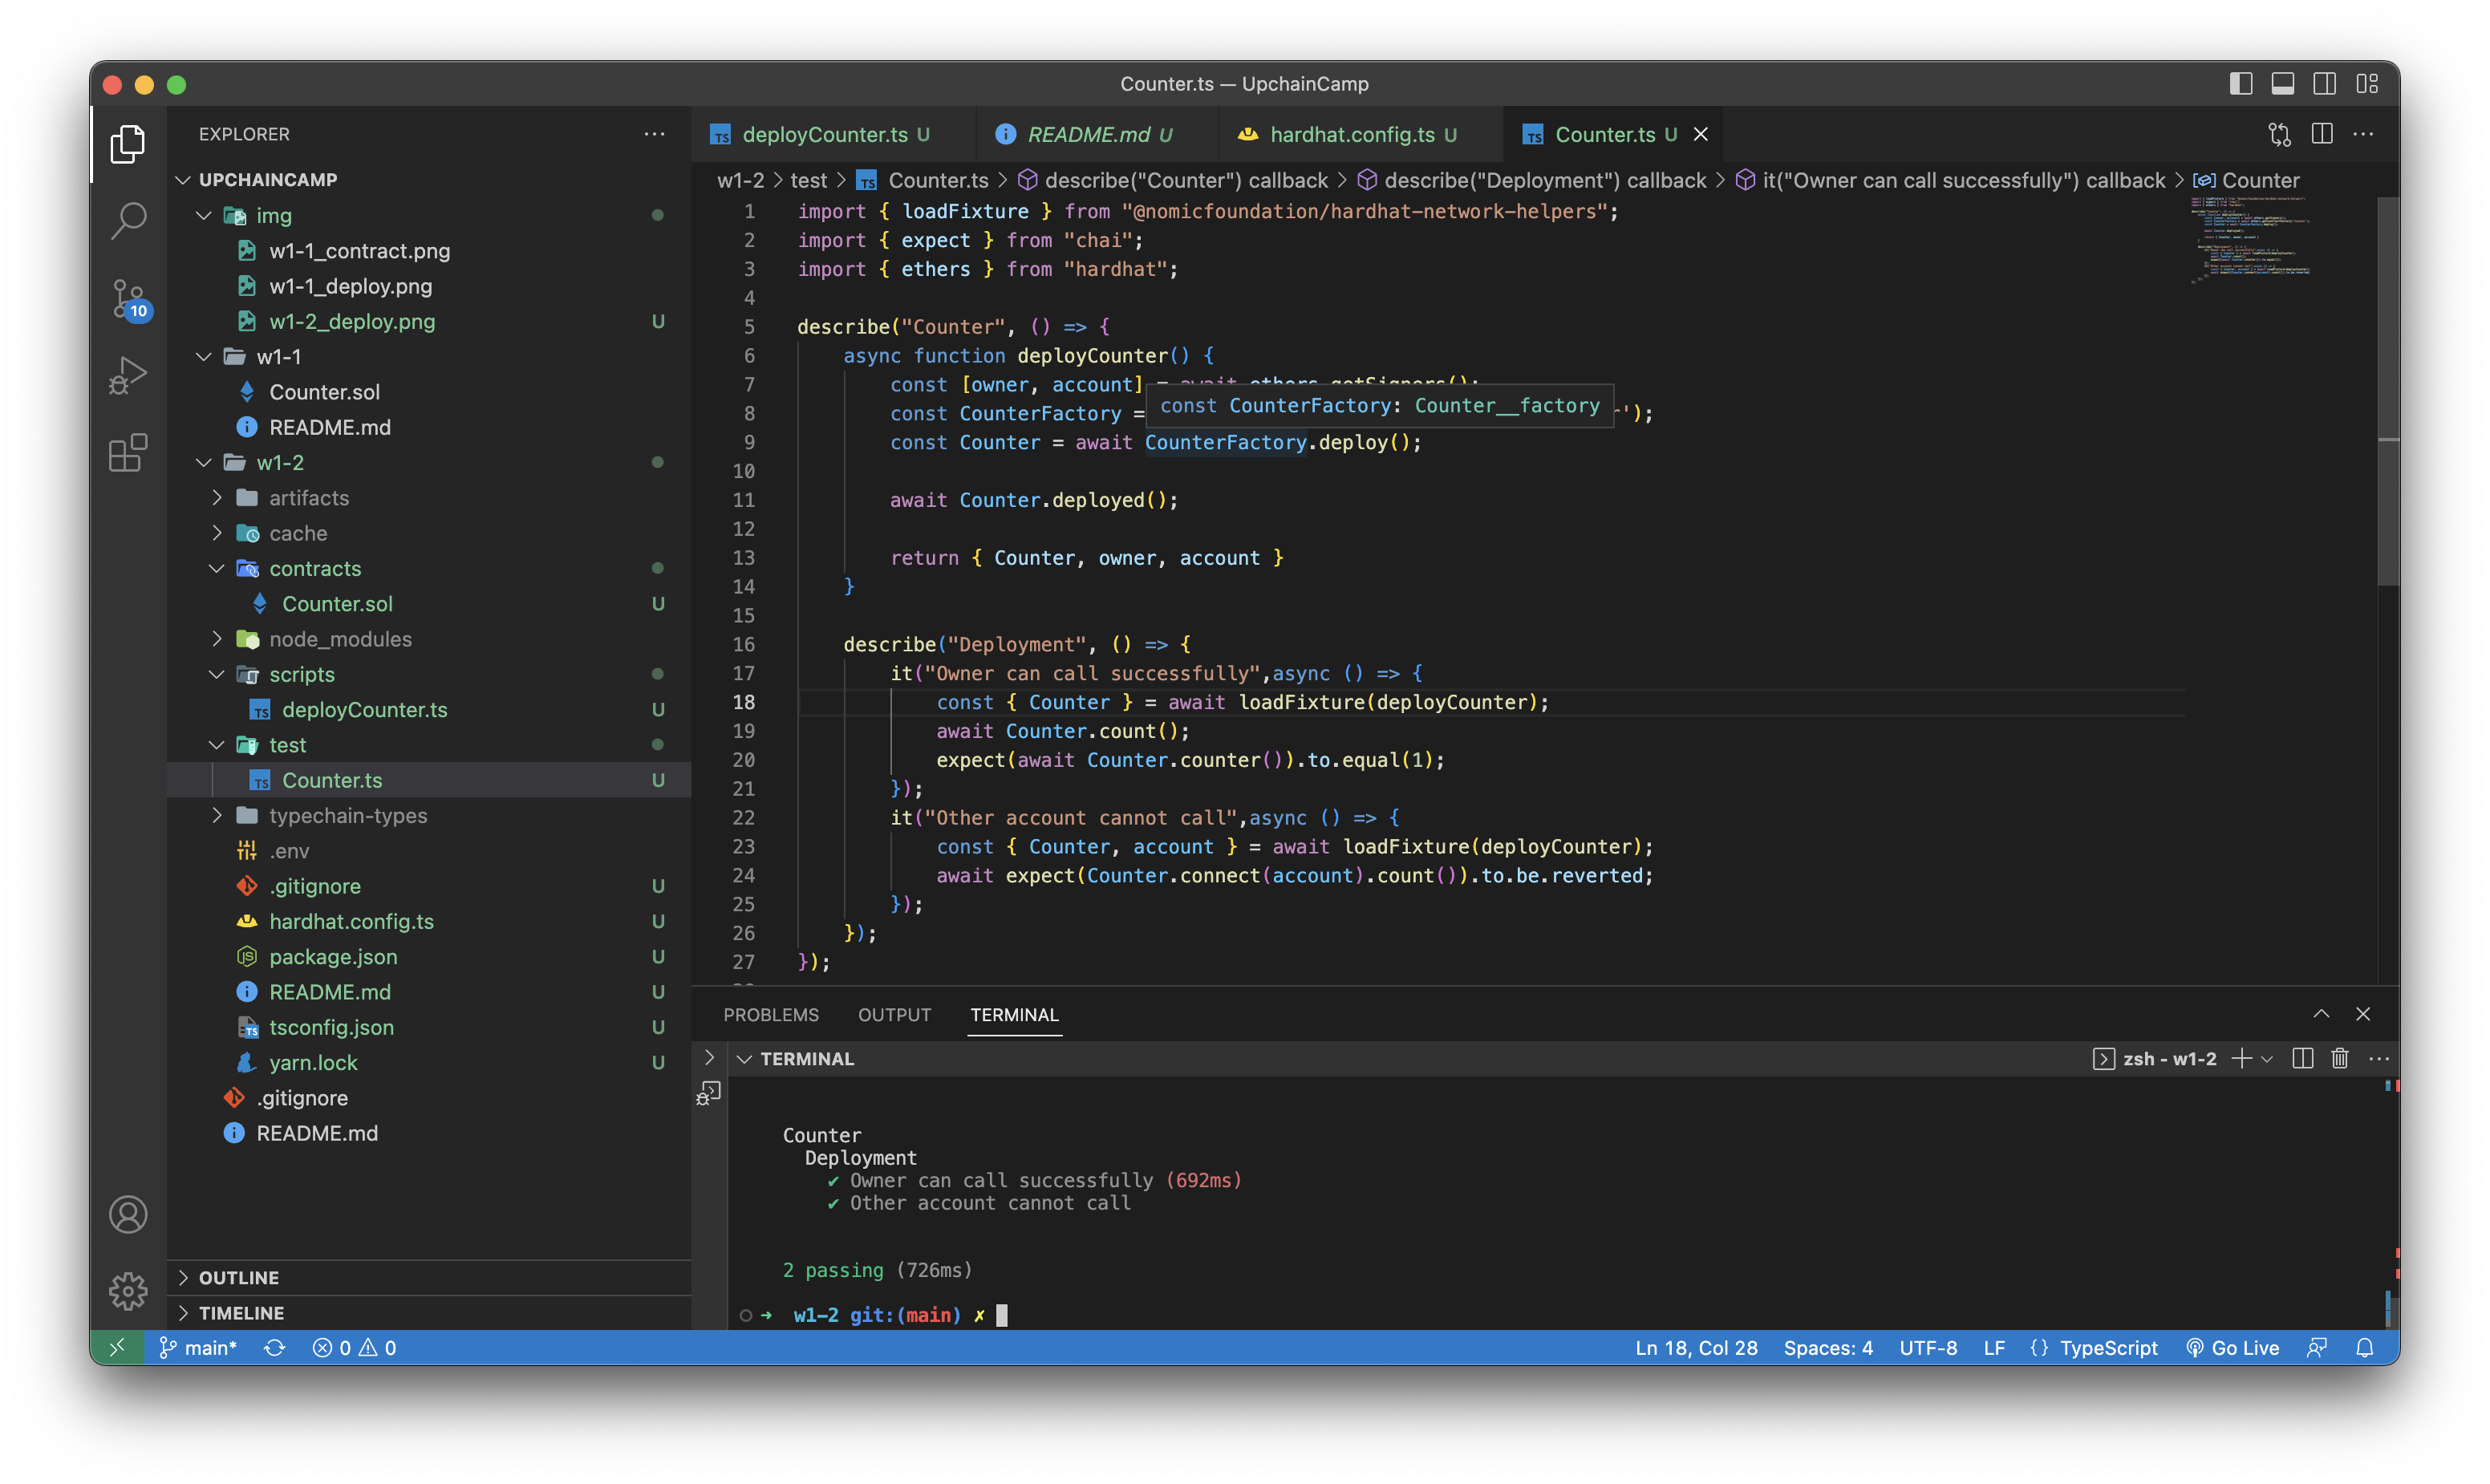 Counter.ts — UpchainCamp
EXPLORER
UPCHAINCAMP
img
w1-1_contract.png
w1-1_deploy.png
w1-2_deploy.png U
w1-1
Counter.sol
README.md
w1-2
artifacts
cache
contracts
Counter.sol U
node_modules
scripts
deployCounter.ts U
test
Counter.ts U
typechain-types
.env
.gitignore U
hardhat.config.ts U
package.json U
README.md U
tsconfig.json U
yarn.lock U
.gitignore
README.md
OUTLINE
TIMELINE
10
deployCounter.ts U
README.md U
hardhat.config.ts U
Counter.ts U
w1-2 > test > Counter.ts > describe("Counter") callback > describe("Deployment") callback > it("Owner can call successfully") callback > Counter
1 import { loadFixture } from "@nomicfoundation/hardhat-network-helpers";
2 import { expect } from "chai";
3 import { ethers } from "hardhat";
4
5 describe("Counter", () => {
6 async function deployCounter() {
7 const [owner, account] = await ethers.getSigners();
const CounterFactory: Counter__factory
8 const CounterFactory = ');
9 const Counter = await CounterFactory.deploy();
10
11 await Counter.deployed();
12
13 return { Counter, owner, account }
14 }
15
16 describe("Deployment", () => {
17 it("Owner can call successfully",async () => {
18 const { Counter } = await loadFixture(deployCounter);
19 await Counter.count();
20 expect(await Counter.counter()).to.equal(1);
21 });
22 it("Other account cannot call",async () => {
23 const { Counter, account } = await loadFixture(deployCounter);
24 await expect(Counter.connect(account).count()).to.be.reverted;
25 });
26 });
27 });
PROBLEMS OUTPUT TERMINAL
TERMINAL
zsh - w1-2
Counter
Deployment
✔ Owner can call successfully (692ms)
✔ Other account cannot call
2 passing (726ms)
➜ w1-2 git:(main) ✗
main* 0 0
Ln 18, Col 28 Spaces: 4 UTF-8 LF {} TypeScript Go Live